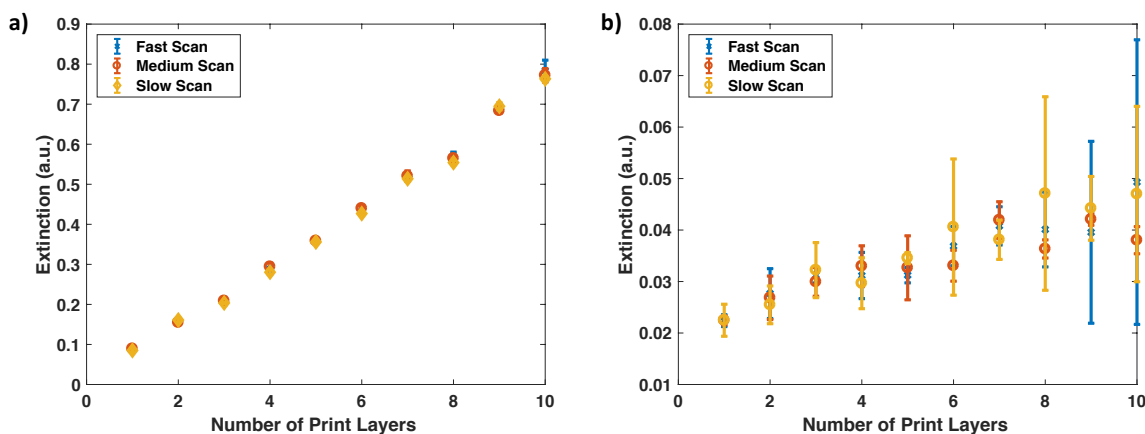 a)
Extinction (a.u.)
0.9
0.8
0.7
0.6
0.5
0.4
0.3
0.2
0.1
0
Fast Scan
Medium Scan
Slow Scan
0 2 4 6 8 10
Number of Print Layers
b)
Extinction (a.u.)
0.08
0.07
0.06
0.05
0.04
0.03
0.02
0.01
Fast Scan
Medium Scan
Slow Scan
0 2 4 6 8 10
Number of Print Layers